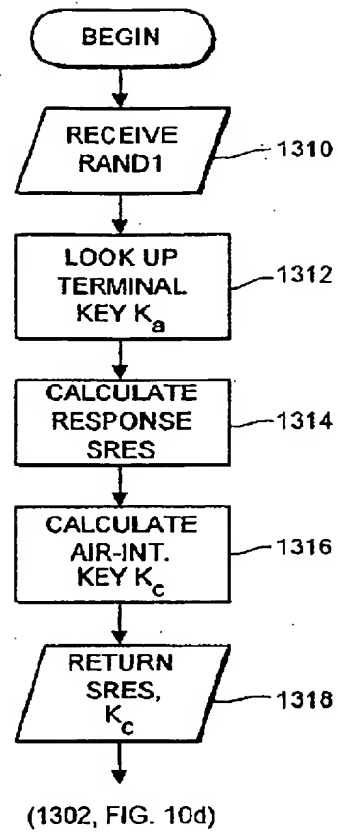 BEGIN
RECEIVE
RAND1
1310
LOOK UP
TERMINAL
KEY Ka
1312
CALCULATE
RESPONSE
SRES
1314
CALCULATE
AIR-INT.
KEY Kc
1316
RETURN
SRES,
Kc
1318
(1302, FIG. 10d)